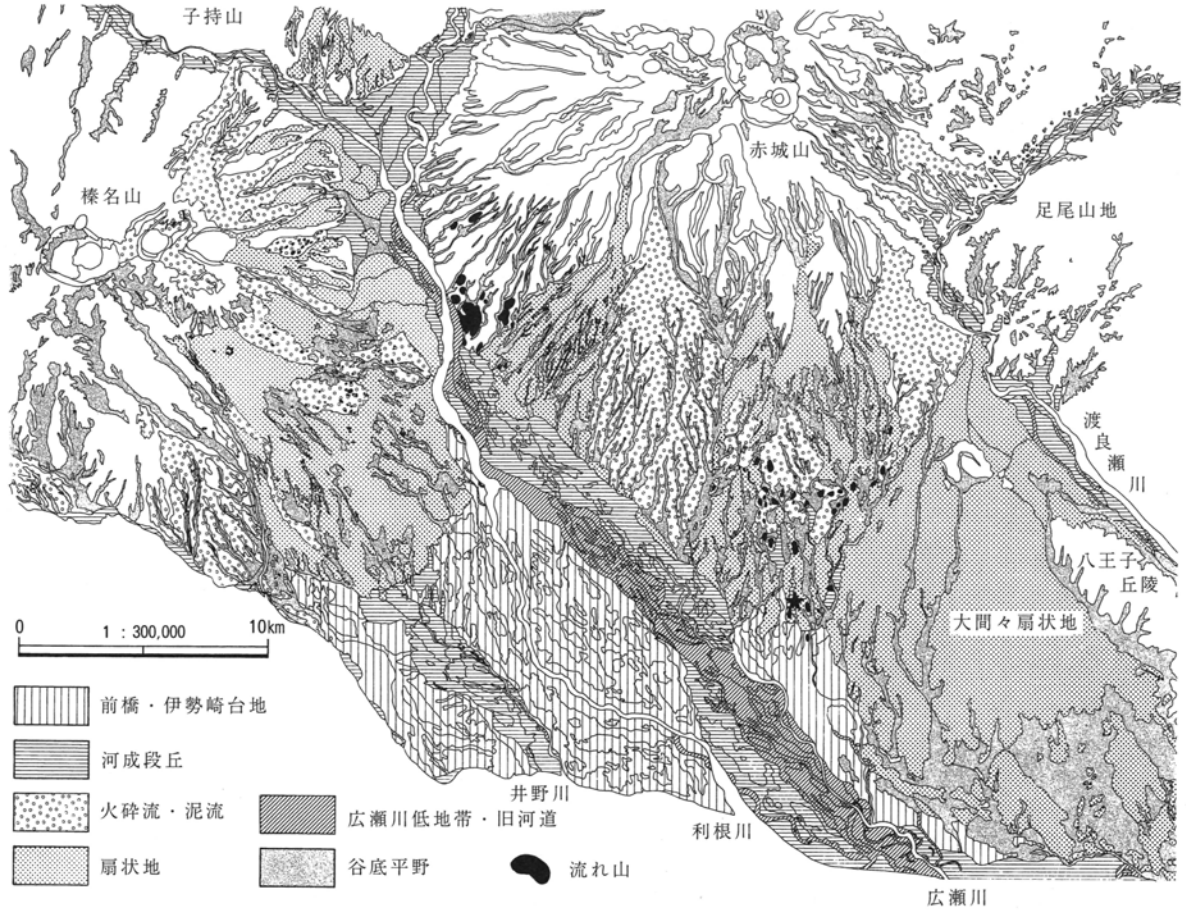 子持山
赤城山
榛名山
足尾山地
渡良瀬川
八王子
丘陵
大間々扇状地
0
1:300,000
10km
前橋・伊勢崎台地
河成段丘
火砕流・泥流
扇状地
広瀬川低地帯・旧河道
谷底平野
流れ山
井野川
利根川
広瀬川